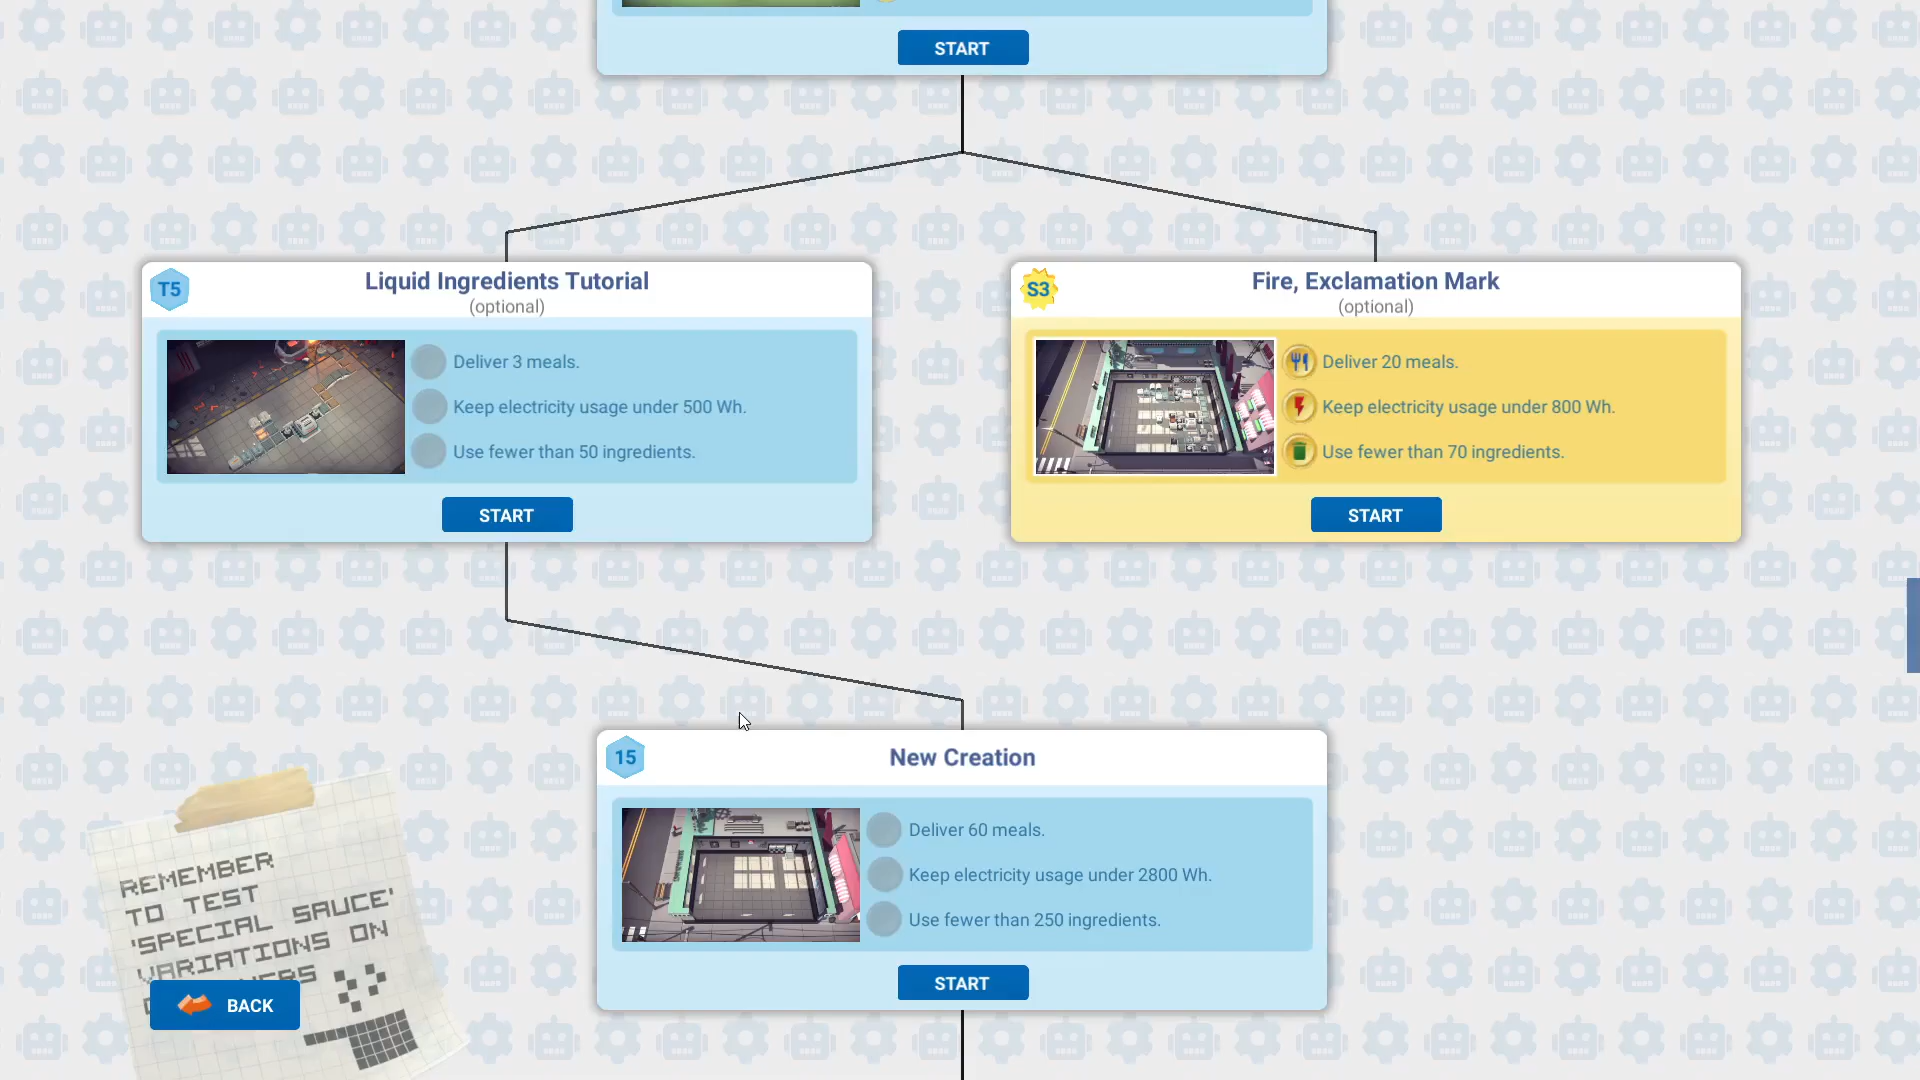 START
T5
Liquid Ingredients Tutorial
(optional)
Deliver 3 meals.
Keep electricity usage under 500 Wh.
Use fewer than 50 ingredients.
START
S3
Fire, Exclamation Mark
(optional)
Deliver 20 meals.
Keep electricity usage under 800 Wh.
Use fewer than 70 ingredients.
START
15
New Creation
Deliver 60 meals.
Keep electricity usage under 2800 Wh.
Use fewer than 250 ingredients.
START
REMEMBER
TO TEST
'SPECIAL SAUCE'
VARIATIONS ON
BACK